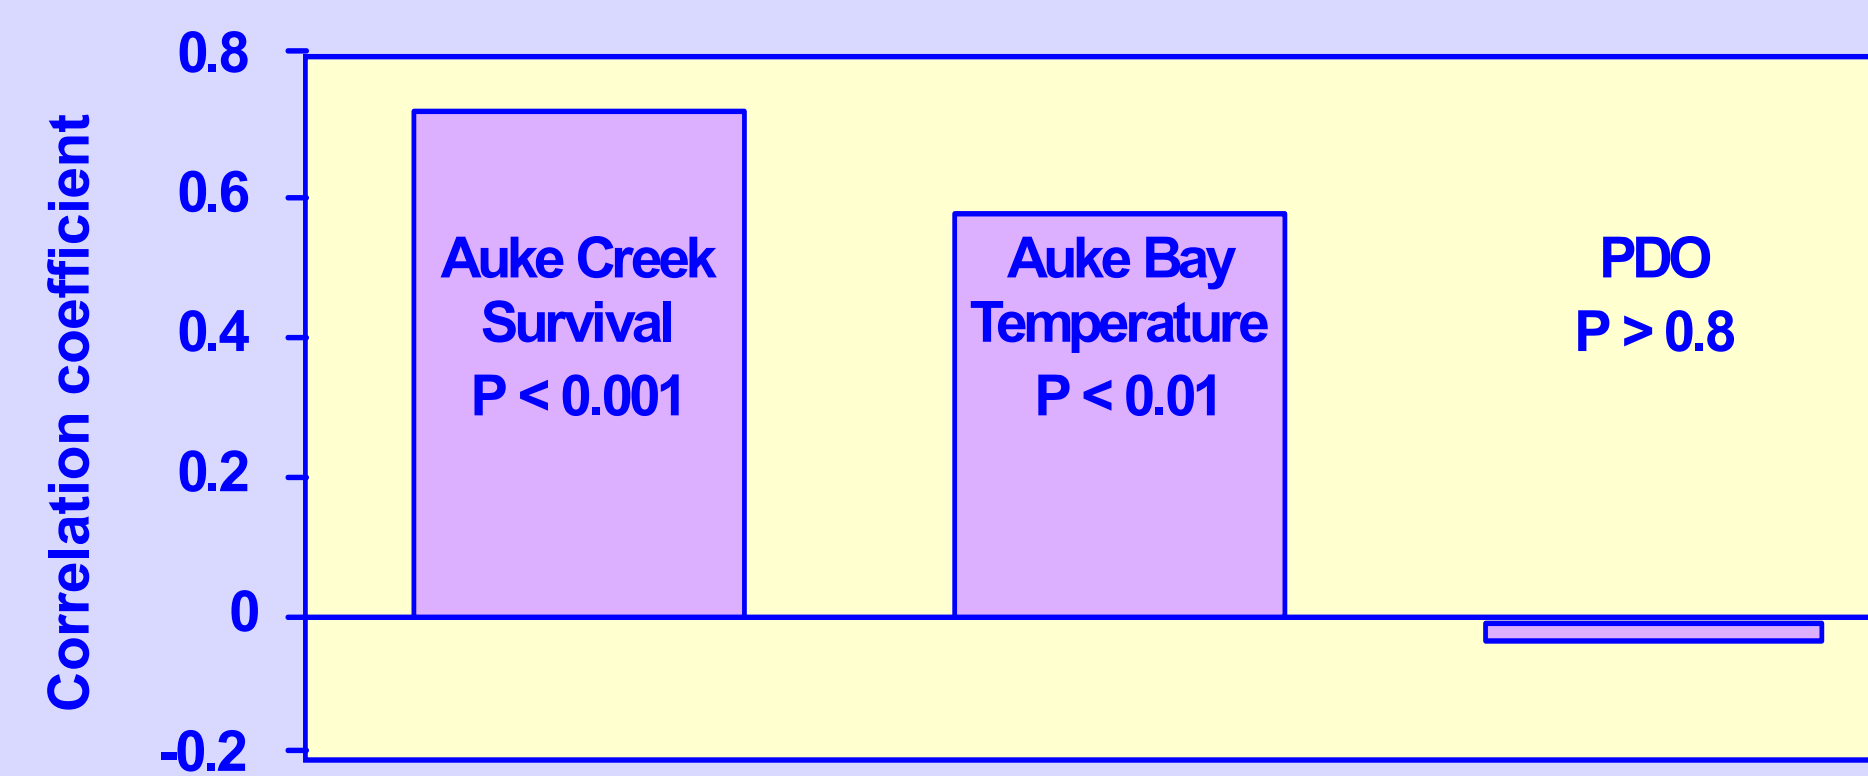 Correlation coefficient
0.8
0.6
0.4
0.2
0
-0.2
Auke Creek
Survival
P < 0.001
Auke Bay
Temperature
P < 0.01
PDO
P > 0.8